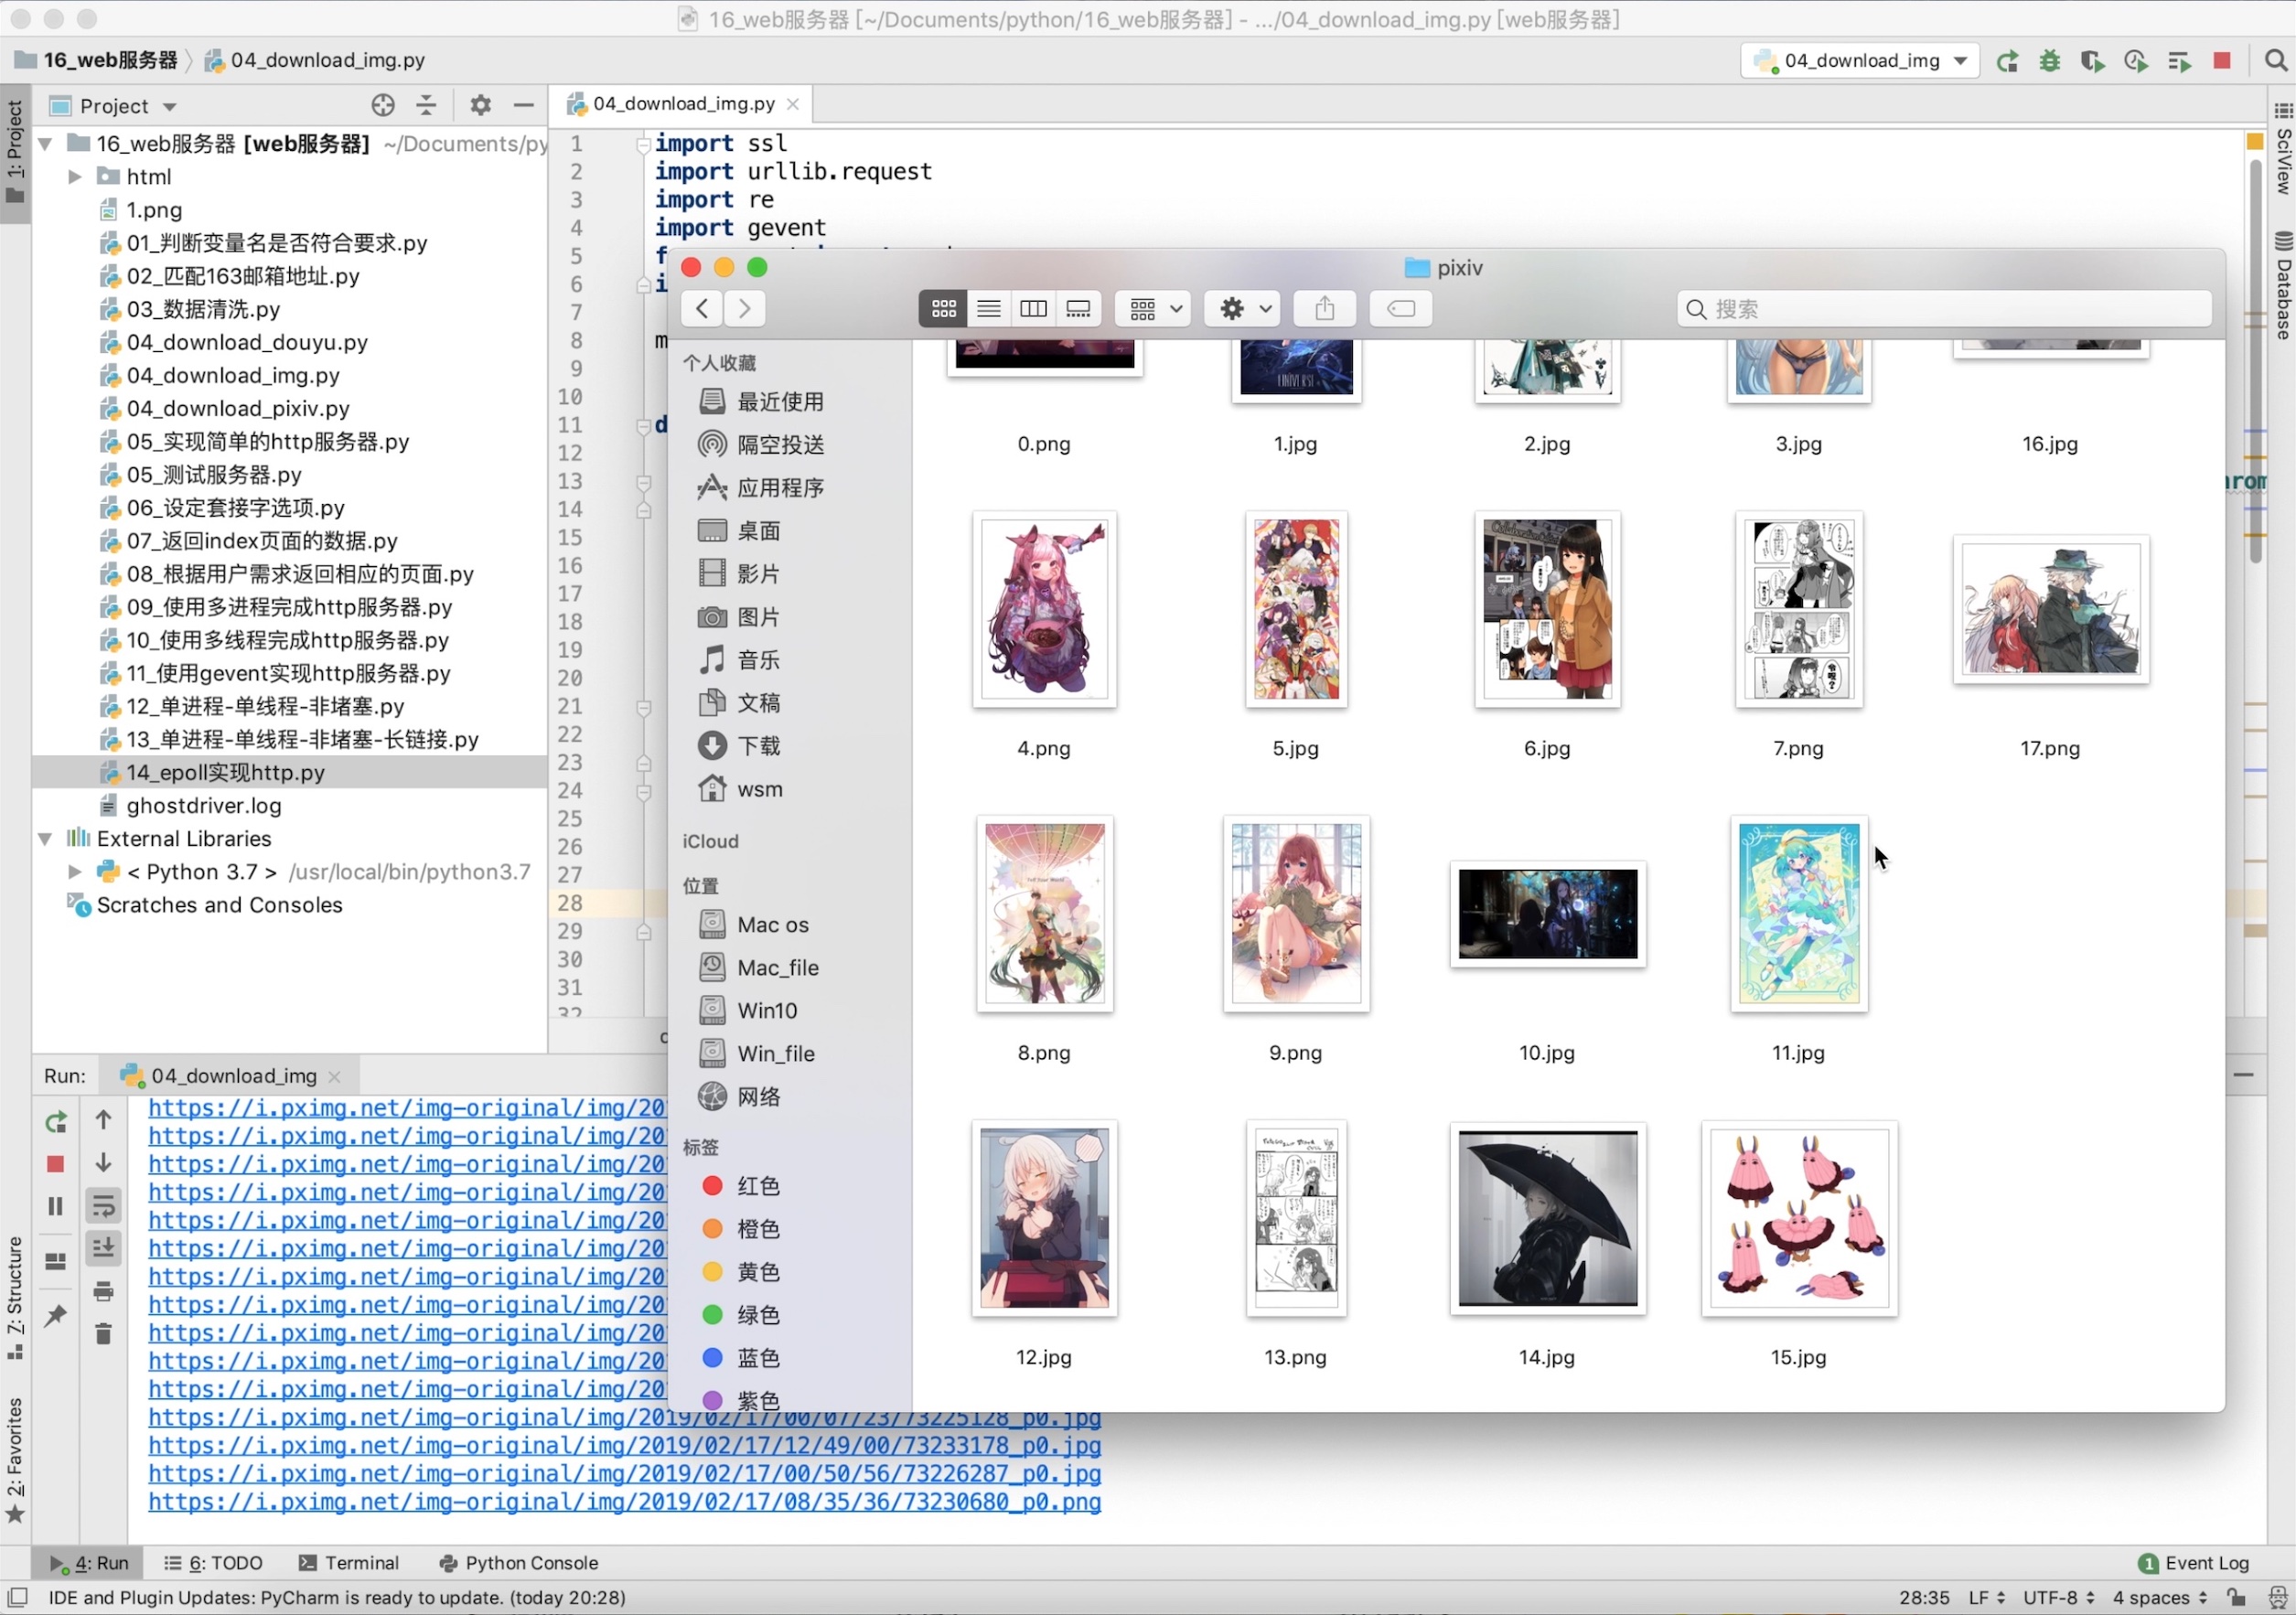 16_web服务器 [~/Documents/python/16_web服务器] - .../04_download_img.py [web服务器]
16_web服务器
04_download_img.py
04_download_img
1: Project
Project
04_download_img.py
SciView
Database
16_web服务器 [web服务器] ~/Documents/py
html
1.png
01_判断变量名是否符合要求.py
02_匹配163邮箱地址.py
03_数据清洗.py
04_download_douyu.py
04_download_img.py
04_download_pixiv.py
05_实现简单的http服务器.py
05_测试服务器.py
06_设定套接字选项.py
07_返回index页面的数据.py
08_根据用户需求返回相应的页面.py
09_使用多进程完成http服务器.py
10_使用多线程完成http服务器.py
11_使用gevent实现http服务器.py
12_单进程-单线程-非堵塞.py
13_单进程-单线程-非堵塞-长链接.py
14_epoll实现http.py
ghostdriver.log
External Libraries
< Python 3.7 > /usr/local/bin/python3.7
Scratches and Consoles
1 import ssl
2 import urllib.request
3 import re
4 import gevent
5 f
6 i
7
8 m
9
10
11 d
12
13
14
15
16
17
18
19
20
21
22
23
24
25
26
27
28
29
30
31
32
hrom
pixiv
搜索
个人收藏
最近使用
隔空投送
应用程序
桌面
影片
图片
音乐
文稿
下载
wsm
iCloud
位置
Mac os
Mac_file
Win10
Win_file
网络
标签
红色
橙色
黄色
绿色
蓝色
紫色
0.png 1.jpg 2.jpg 3.jpg 16.jpg
4.png 5.jpg 6.jpg 7.png 17.png
8.png 9.png 10.jpg 11.jpg
12.jpg 13.png 14.jpg 15.jpg
Run:
04_download_img
https://i.pximg.net/img-original/img/20
https://i.pximg.net/img-original/img/20
https://i.pximg.net/img-original/img/20
https://i.pximg.net/img-original/img/20
https://i.pximg.net/img-original/img/20
https://i.pximg.net/img-original/img/20
https://i.pximg.net/img-original/img/20
https://i.pximg.net/img-original/img/20
https://i.pximg.net/img-original/img/20
https://i.pximg.net/img-original/img/20
https://i.pximg.net/img-original/img/20
https://i.pximg.net/img-original/img/2019/02/17/00/07/23/73225128_p0.jpg
https://i.pximg.net/img-original/img/2019/02/17/12/49/00/73233178_p0.jpg
https://i.pximg.net/img-original/img/2019/02/17/00/50/56/73226287_p0.jpg
https://i.pximg.net/img-original/img/2019/02/17/08/35/36/73230680_p0.png
Z: Structure
2: Favorites
4: Run
6: TODO
Terminal
Python Console
1 Event Log
IDE and Plugin Updates: PyCharm is ready to update. (today 20:28)
28:35 LF UTF-8 4 spaces